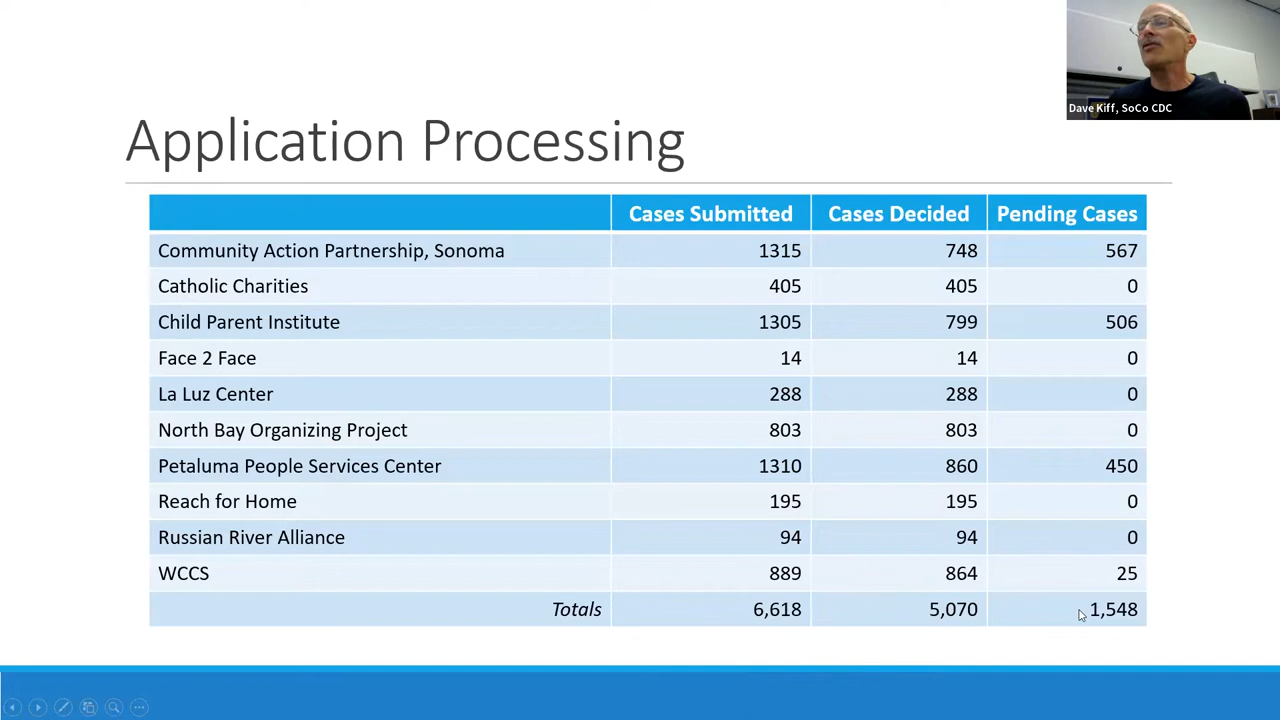 Dave Kiff, SoCo CDC
Application Processing
Cases Submitted Cases Decided Pending Cases
Community Action Partnership, Sonoma 1315 748 567
Catholic Charities 405 405 0
Child Parent Institute 1305 799 506
Face 2 Face 14 14 0
La Luz Center 288 288 0
North Bay Organizing Project 803 803 0
Petaluma People Services Center 1310 860 450
Reach for Home 195 195 0
Russian River Alliance 94 94 0
WCCS 889 864 25
Totals 6,618 5,070 1,548